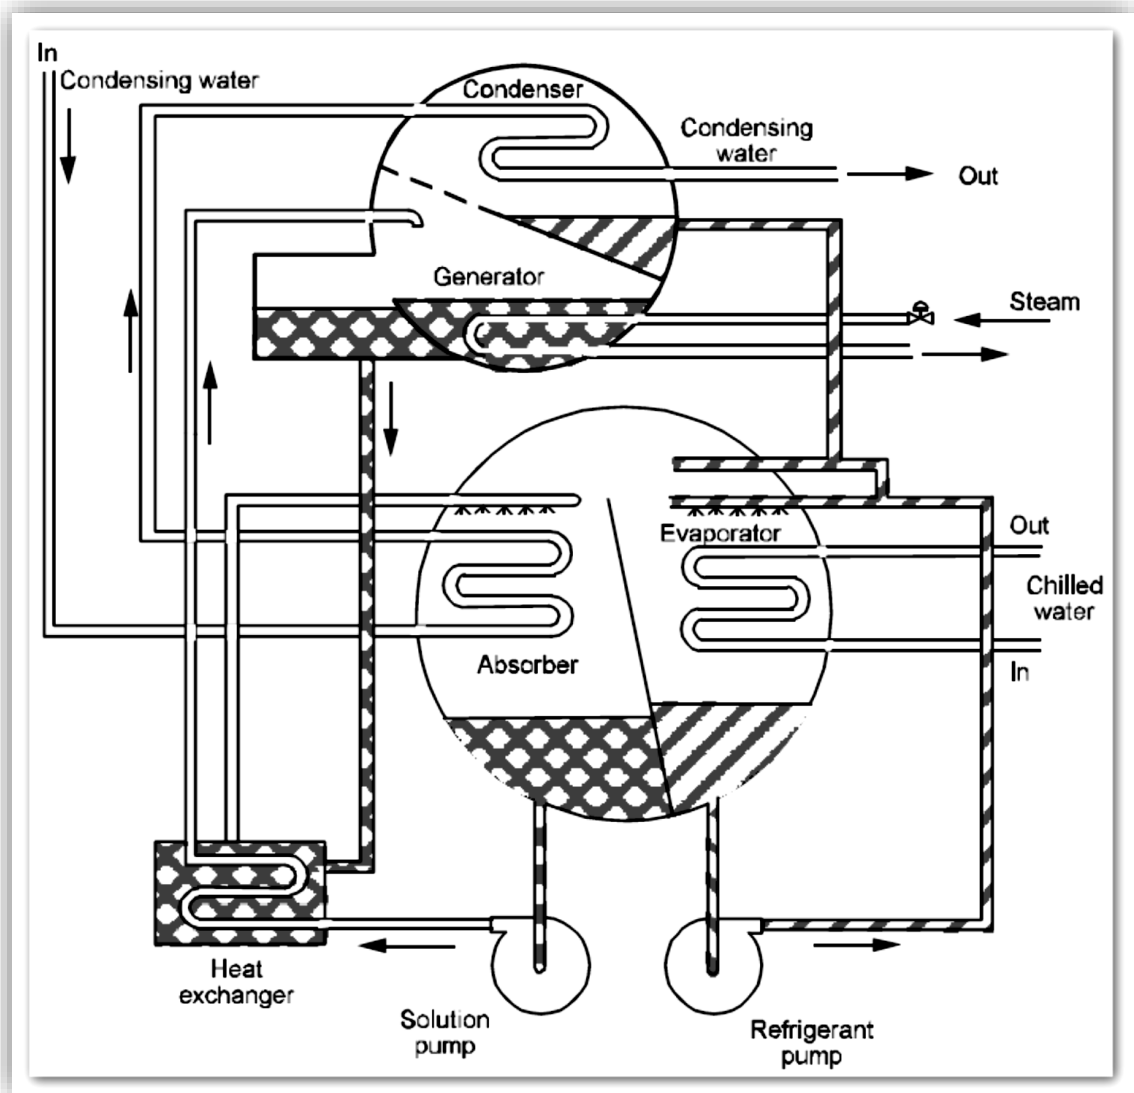 In
Condensing water
Condenser
Condensing
water
Out
Generator
Steam
Evaporator
Out
Chilled
water
In
Absorber
Heat
exchanger
Solution
pump
Refrigerant
pump